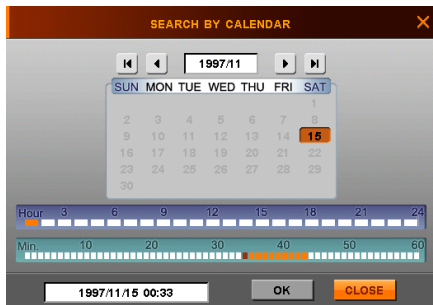 SEARCH BY CALENDAR
1997/11
SUN MON TUE WED THU FRI SAT
1
2 3 4 5 6 7 8
9 10 11 12 13 14 15
16 17 18 19 20 21 22
23 24 25 26 27 28 29
30
Hour 3 6 9 12 15 18 21 24
Min. 10 20 30 40 50 60
1997/11/15 00:33 OK CLOSE